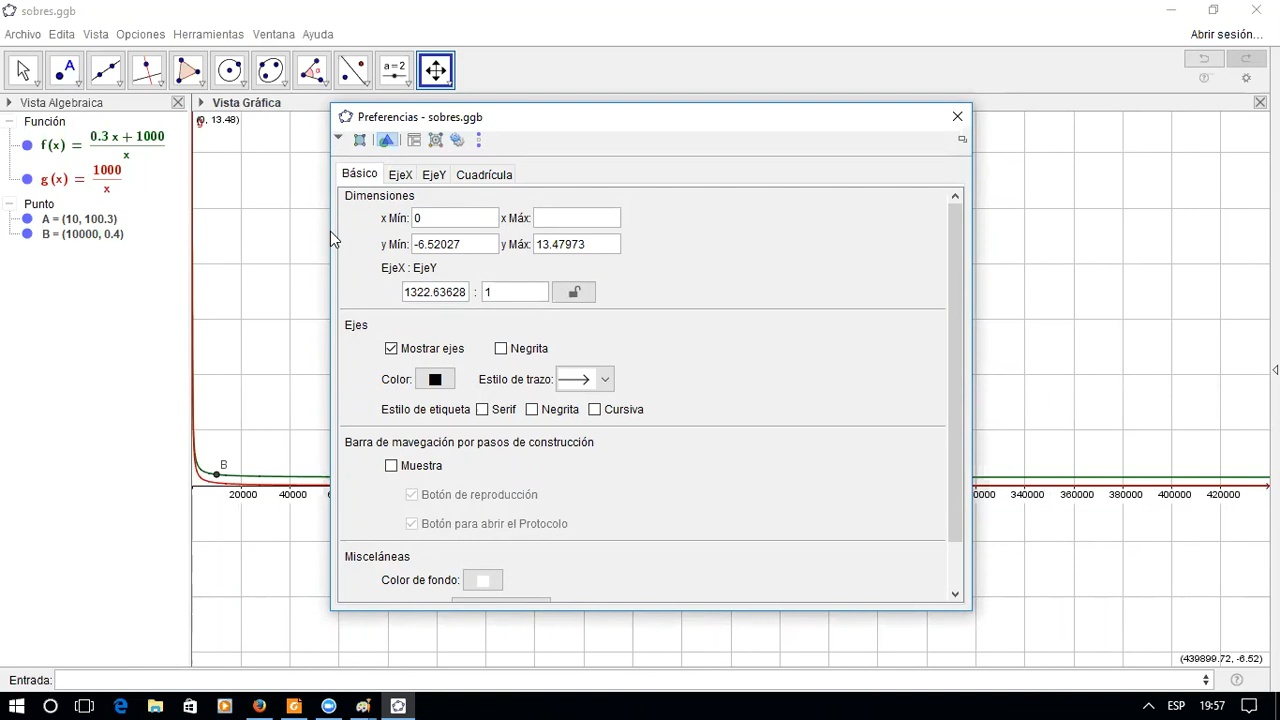 sobres.ggb
Archivo Edita Vista Opciones Herramientas Ventana Ayuda
Abrir sesión...
A
α
a=2
Vista Algebraica
Vista Gráfica
Función
f(x) = 0.3 x + 1000 / x
g(x) = 1000 / x
Punto
A = (10, 100.3)
B = (10000, 0.4)
Preferencias - sobres.ggb
Básico EjeX EjeY Cuadrícula
Dimensiones
x Mín: 0 x Máx:
y Mín: -6.52027 y Máx: 13.47973
EjeX : EjeY
1322.63628 : 1
Ejes
Mostrar ejes Negrita
Color: Estilo de trazo:
Estilo de etiqueta Serif Negrita Cursiva
Barra de mavegación por pasos de construcción
Muestra
Botón de reproducción
Botón para abrir el Protocolo
Misceláneas
Color de fondo:
B
20000 40000 340000 360000 380000 400000 420000
(439899.72, -6.52)
Entrada:
ESP 19:57